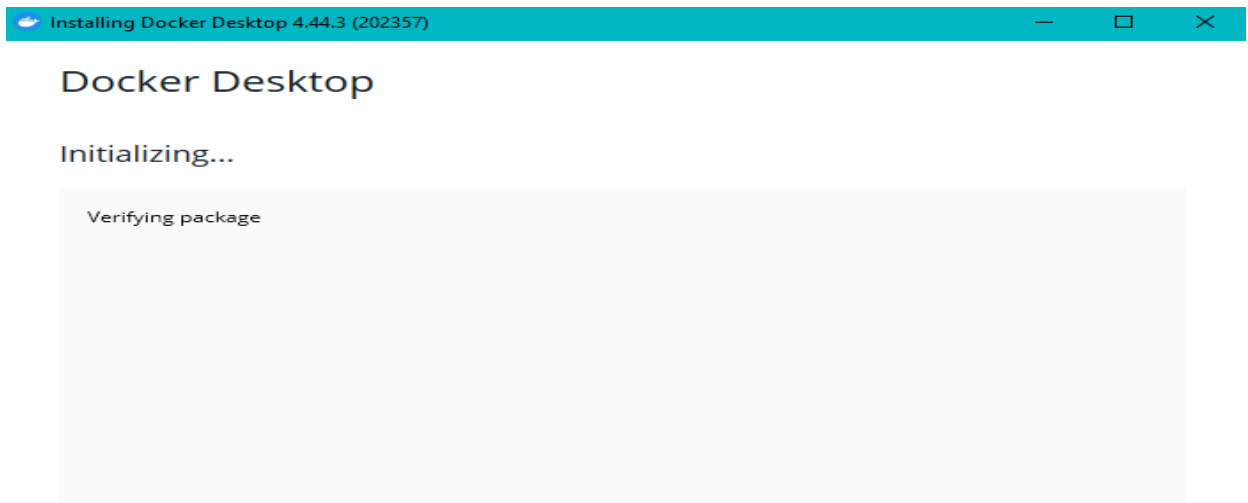 Installing Docker Desktop 4.44.3 (202357)
Docker Desktop
Initializing...
Verifying package